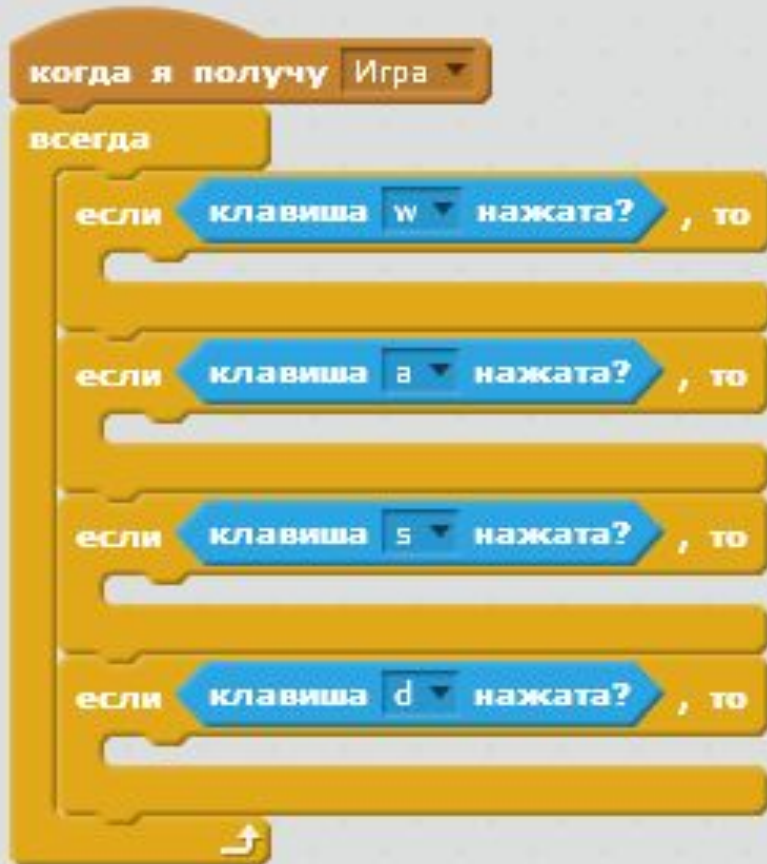 когда я получу Игра
всегда
если клавиша w нажата? , то
если клавиша a нажата? , то
если клавиша s нажата? , то
если клавиша d нажата? , то